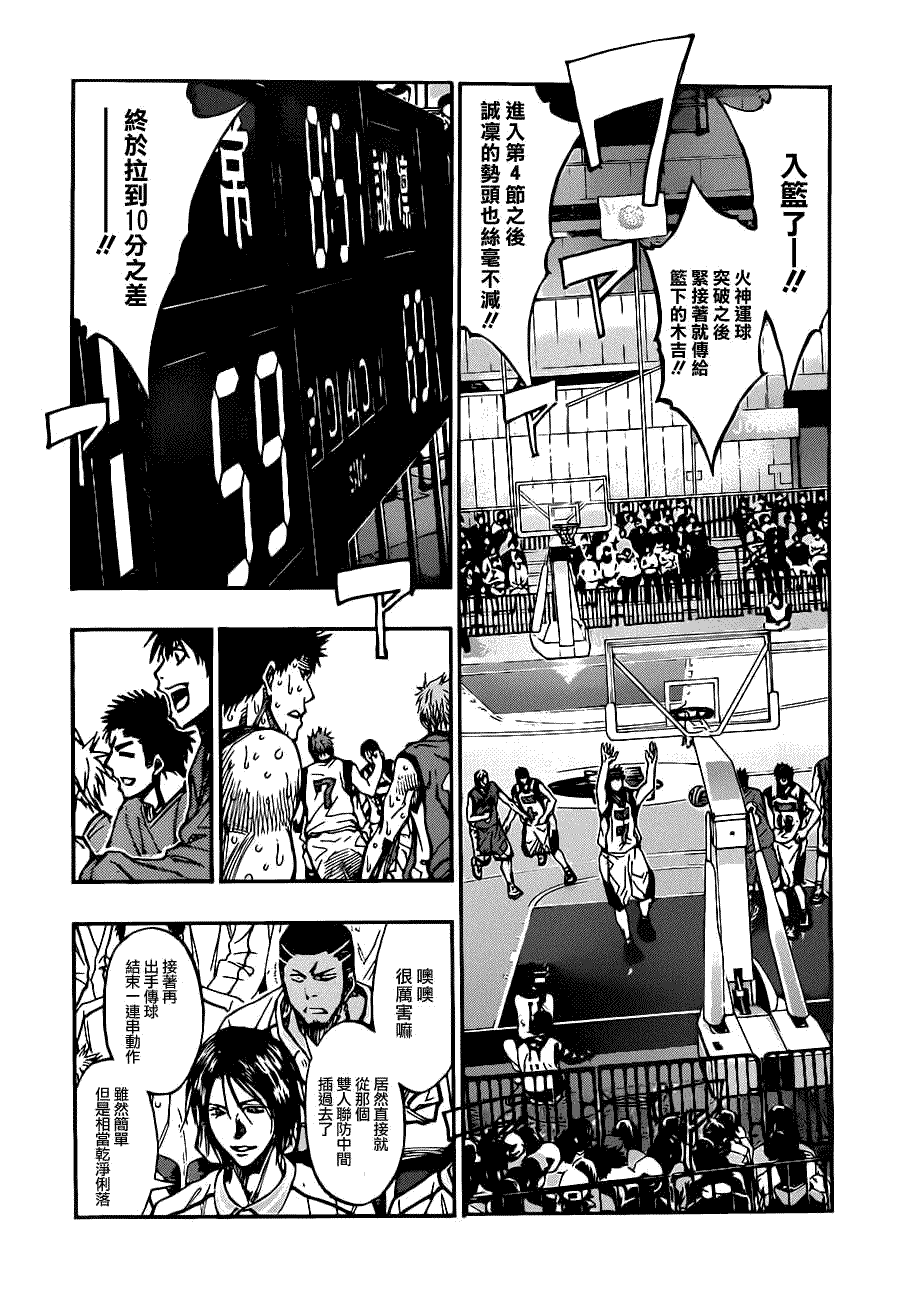 入籃了—!!
火神運球
突破之後
緊接著就傳給
籃下的木吉!!
進入第4節之後
誠凜的勢頭也絲毫不減!!
終於拉到10分之差
—!!
59
7
噢噢
很厲害嘛
居然直接就
從那個
雙人聯防中間
插過去了
接著再
出手傳球
結束一連串動作
雖然簡單
但是相當乾淨俐落